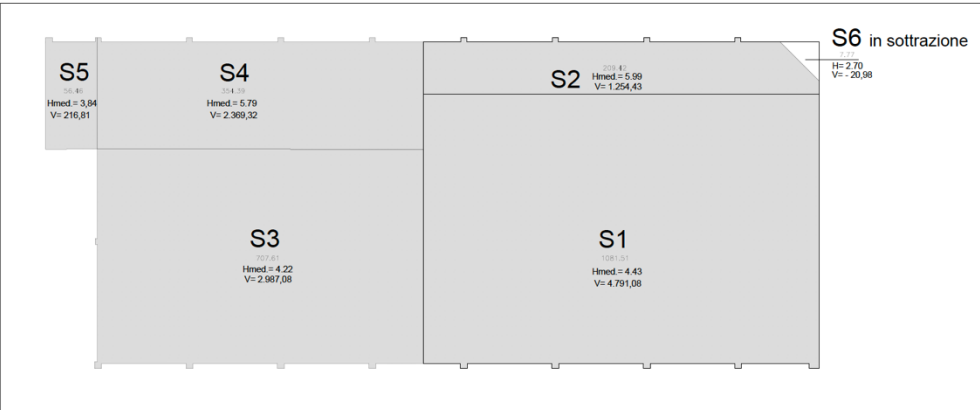 S6 in sottrazione
7.77
H= 2.70
V= - 20,98
S5
56.46
Hmed.= 3,84
V= 216,81
S4
354.39
Hmed.= 5.79
V= 2.369,32
S2
209.42
Hmed.= 5.99
V= 1.254,43
S3
707.61
Hmed.= 4.22
V= 2.987,08
S1
1081.51
Hmed.= 4.43
V= 4.791,08